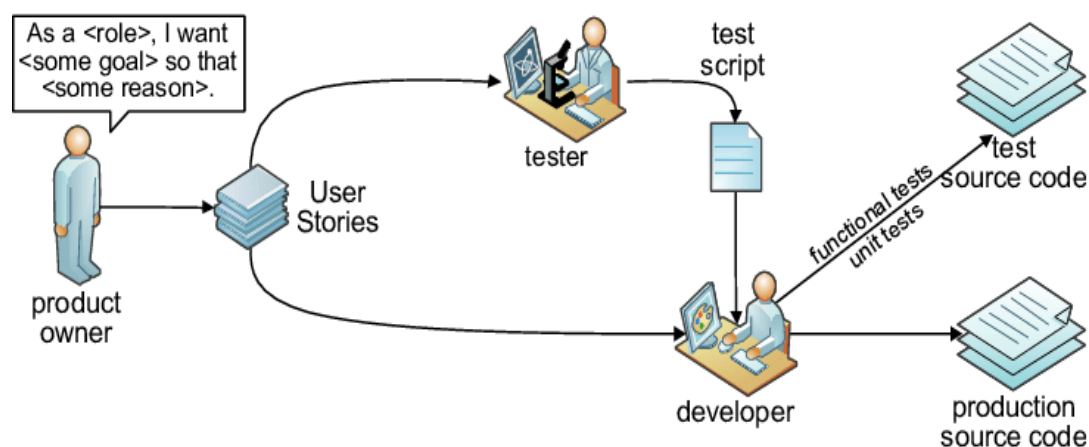 As a <role>, I want
<some goal> so that
<some reason>.
product
owner
User
Stories
tester
test
script
developer
functional tests
unit tests
test
source code
production
source code